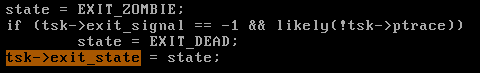 state = EXIT_ZOMBIE;
if (tsk->exit_signal == -1 && likely(!tsk->ptrace))
state = EXIT_DEAD;
tsk->exit_state = state;